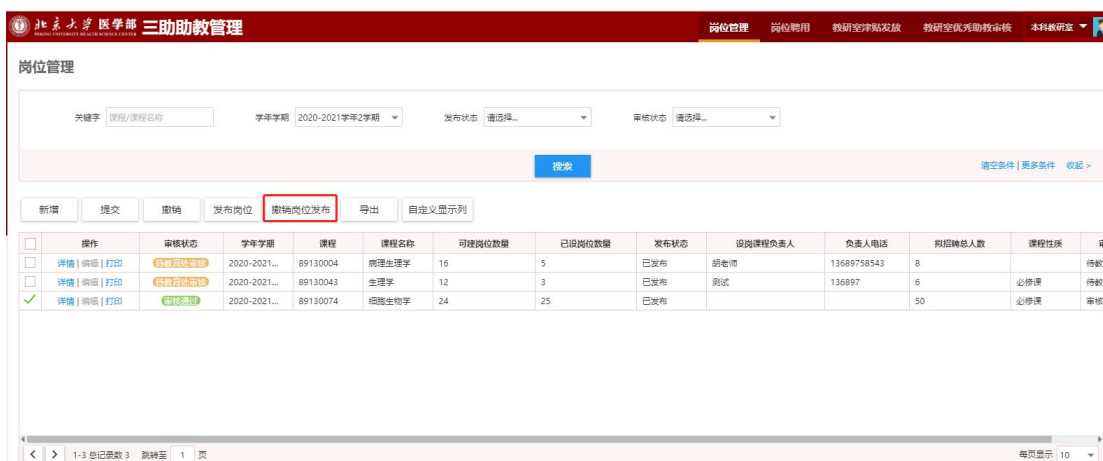 北京大学医学部 三助助教管理 岗位管理 岗位聘用 教研室津贴发放 教研室优秀助教审核 本科教研室
PEKING UNIVERSITY HEALTH SCIENCE CENTER
岗位管理
关键字 课程/课程名称 学年学期 2020-2021学年2学期 发布状态 请选择... 审核状态 请选择...
搜索 清空条件 | 更多条件 收起 >
新增 提交 撤销 发布岗位 撤销岗位发布 导出 自定义显示列
操作 审核状态 学年学期 课程 课程名称 可建岗位数量 已设岗位数量 发布状态 设岗课程负责人 负责人电话 拟招聘总人数 课程性质
详情 | 编辑 | 打印 待教育处审核 2020-2021... 89130004 病理生理学 16 5 已发布 胡老师 13689758543 8 待教
详情 | 编辑 | 打印 待教育处审核 2020-2021... 89130043 生理学 12 3 已发布 测试 136897 6 必修课 待教
详情 | 编辑 | 打印 审核通过 2020-2021... 89130074 细胞生物学 24 25 已发布 50 必修课 审核
< > 1-3 总记录数 3 跳转至 1 页 每页显示 10